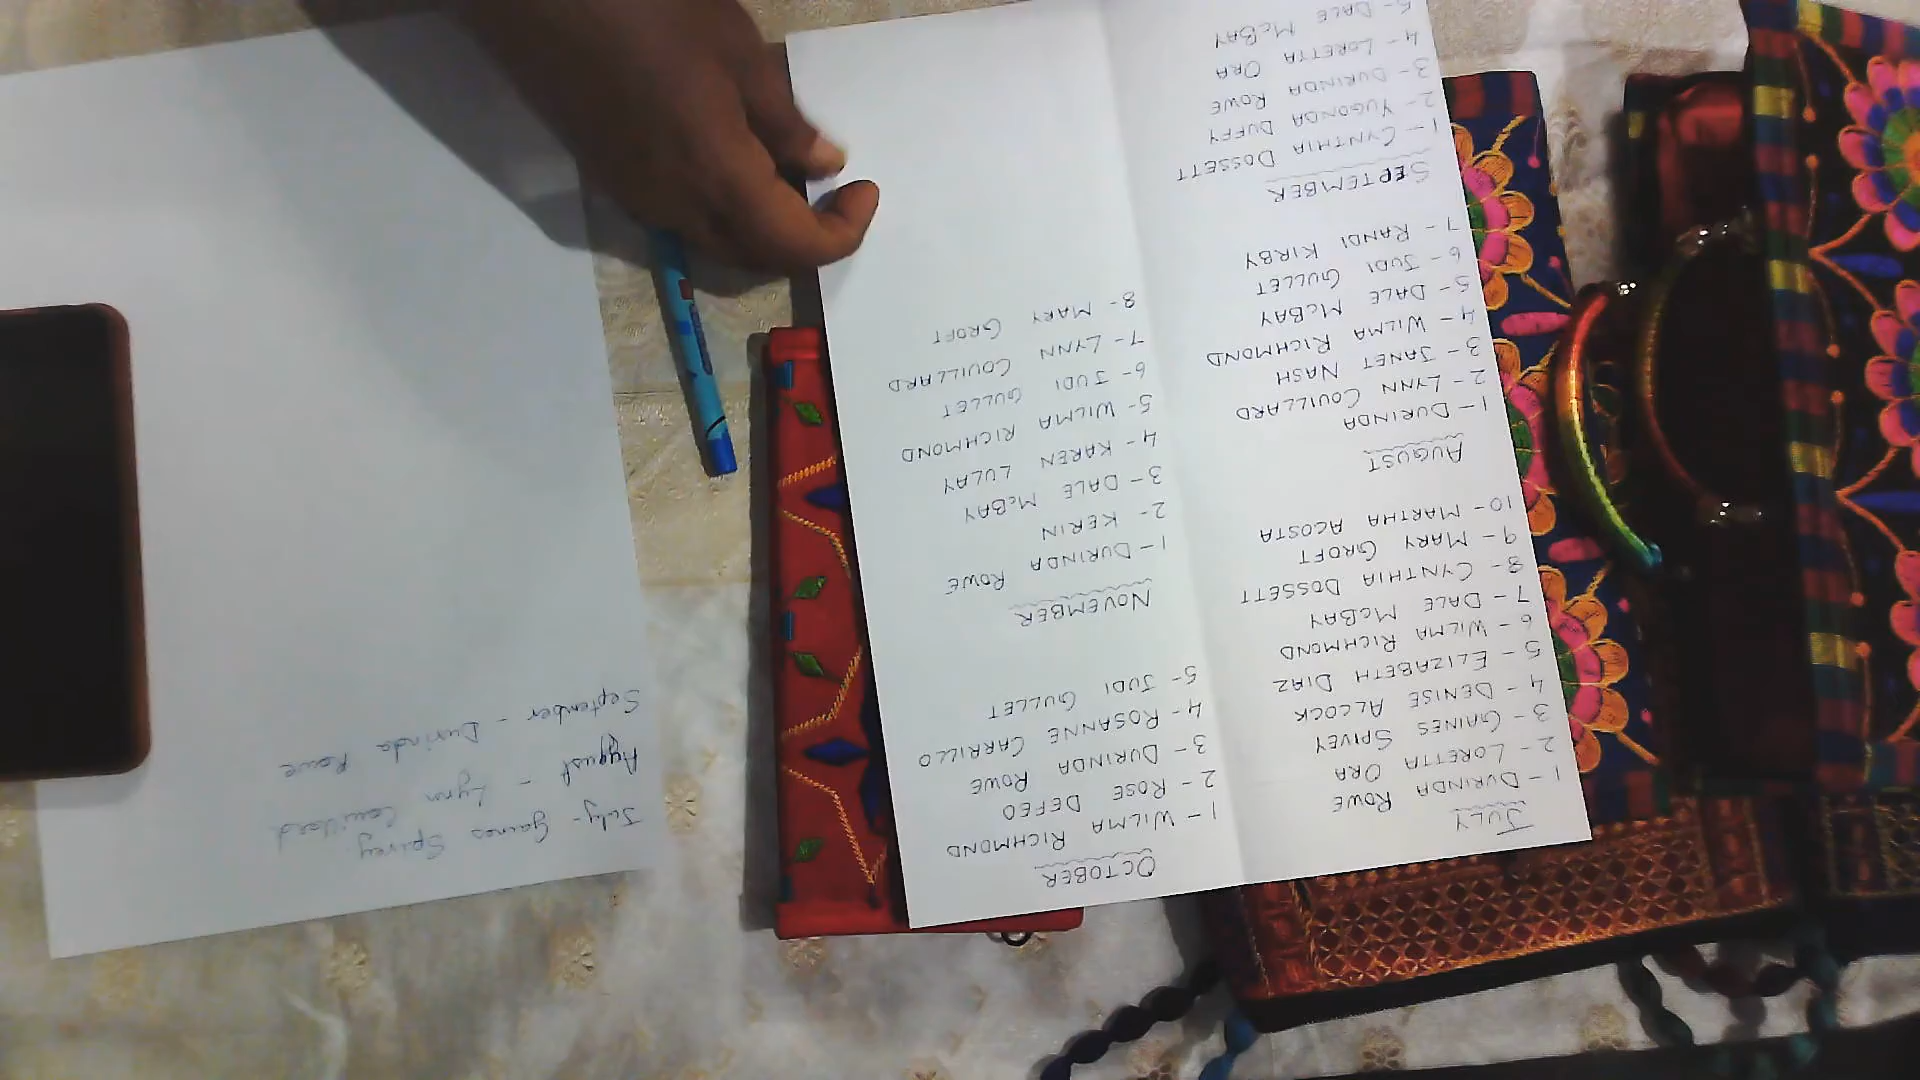 JULY
1 - DURINDA ROWE
2 - LORETTA ORA
3 - GAINES SPIVEY
4 - DENISE ALCOCK
5 - ELIZABETH DIAZ
6 - WILMA RICHMOND
7 - DALE McBAY
8 - CYNTHIA DOSSETT
9 - MARY GROFT
10 - MARTHA ACOSTA
AUGUST
1 - DURINDA
2 - LYNN COUILLARD
3 - JANET NASH
4 - WILMA RICHMOND
5 - DALE McBAY
6 - JUDI GULLET
7 - RANDI KIRBY
SEPTEMBER
1 - CYNTHIA DOSSETT
2 - YUGONDA DUFFY
3 - DURINDA ROWE
4 - LORETTA ORA
5 - DALE McBAY
OCTOBER
1 - WILMA RICHMOND
2 - ROSE DEFEO
3 - DURINDA ROWE
4 - ROSANNE CARRILLO
5 - JUDI GULLET
NOVEMBER
1 - DURINDA ROWE
2 - KERIN
3 - DALE McBAY
4 - KAREN LULAY
5 - WILMA RICHMOND
6 - JUDI GULLET
7 - LYNN COUILLARD
8 - MARY GROFT
July - Gaines Spivey
August - Lynn Couillard
September - Durinda Rowe